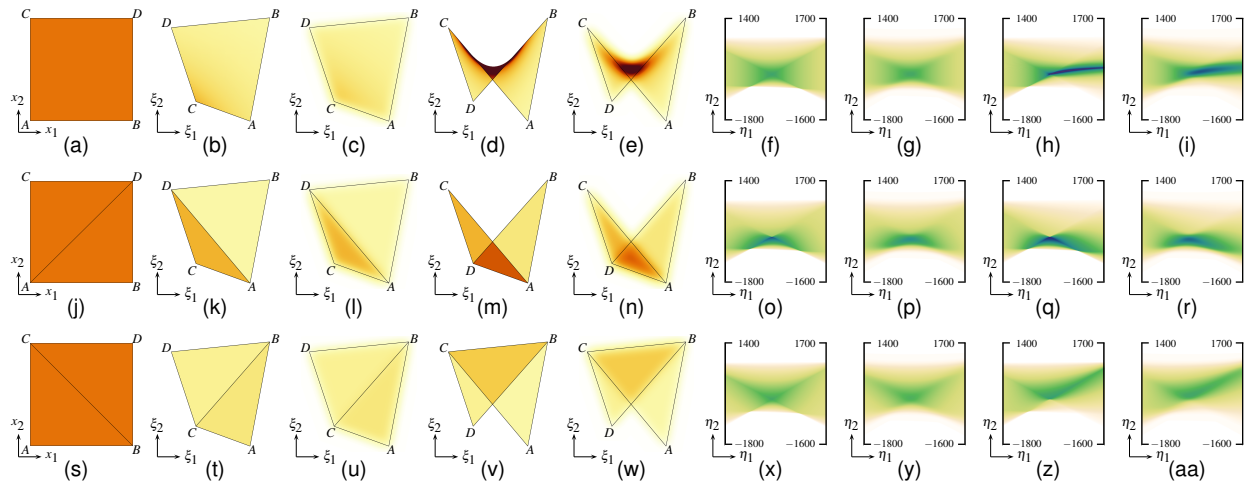 C D D B D B C B C B 1400 1700 1400 1700 1400 1700 1400 1700
x₂ ξ₂ C ξ₂ C ξ₂ D ξ₂ D η₂ η₂ η₂ η₂
A x₁ B ξ₁ A ξ₁ A ξ₁ A ξ₁ A −1800 η₁ −1600 −1800 η₁ −1600 −1800 η₁ −1600 −1800 η₁ −1600
(a) (b) (c) (d) (e) (f) (g) (h) (i)
C D D B D B C B C B 1400 1700 1400 1700 1400 1700 1400 1700
x₂ ξ₂ C ξ₂ C ξ₂ D ξ₂ D η₂ η₂ η₂ η₂
A x₁ B ξ₁ A ξ₁ A ξ₁ A ξ₁ A −1800 η₁ −1600 −1800 η₁ −1600 −1800 η₁ −1600 −1800 η₁ −1600
(j) (k) (l) (m) (n) (o) (p) (q) (r)
C D D B D B C B C B 1400 1700 1400 1700 1400 1700 1400 1700
x₂ ξ₂ C ξ₂ C ξ₂ D ξ₂ D η₂ η₂ η₂ η₂
A x₁ B ξ₁ A ξ₁ A ξ₁ A ξ₁ A −1800 η₁ −1600 −1800 η₁ −1600 −1800 η₁ −1600 −1800 η₁ −1600
(s) (t) (u) (v) (w) (x) (y) (z) (aa)